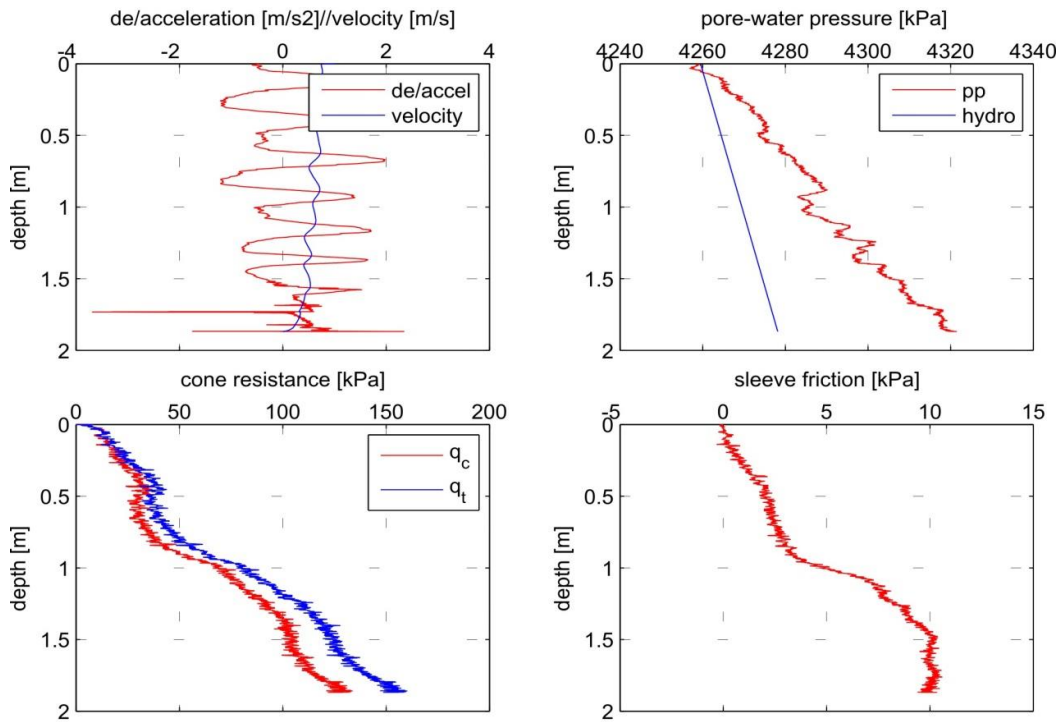 de/acceleration [m/s2]//velocity [m/s]
-4 -2 0 2 4
0
0.5
1
1.5
2
depth [m]
de/accel
velocity
pore-water pressure [kPa]
4240 4260 4280 4300 4320 4340
0
0.5
1
1.5
2
depth [m]
pp
hydro
cone resistance [kPa]
0 50 100 150 200
0
0.5
1
1.5
2
depth [m]
q_c
q_t
sleeve friction [kPa]
-5 0 5 10 15
0
0.5
1
1.5
2
depth [m]